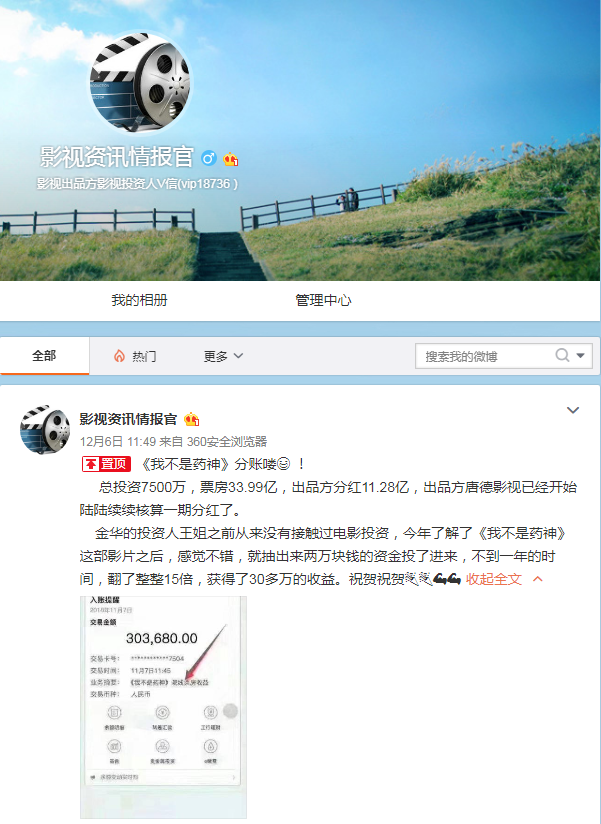 影视资讯情报官
影视出品方影视投资人V信(vip18736 )
我的相册
管理中心
全部
热门
更多
搜索我的微博
影视资讯情报官
12月6日 11:49 来自 360安全浏览器
置顶 《我不是药神》分账喽😄 ！
总投资7500万，票房33.99亿，出品方分红11.28亿，出品方唐德影视已经开始
陆陆续续核算一期分红了。
金华的投资人王姐之前从来没有接触过电影投资，今年了解了《我不是药神》
这部影片之后，感觉不错，就抽出来两万块钱的资金投了进来，不到一年的时
间，翻了整整15倍，获得了30多万的收益。祝贺祝贺🎉🎉💪💪 收起全文
入账提醒
2018年11月7日
交易金额
303,680.00
交易卡号： ************7504
交易时间： 11月7日11:45
业务摘要： 《我不是药神》
交易币种： 人民币